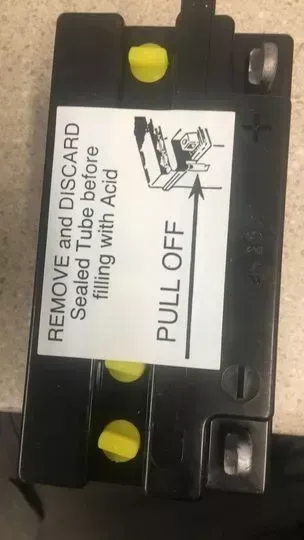 REMOVE and DISCARD
Sealed Tube before
filling with Acid
PULL OFF
+
−